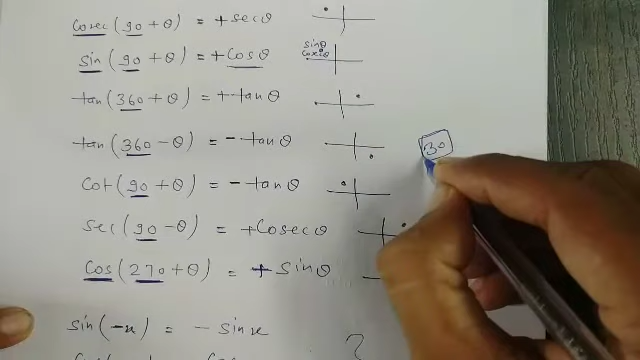 cosec(90+θ) = +secθ
sin(90+θ) = +cosθ
sinθ
cosecθ
tan(360+θ) = +tanθ
tan(360-θ) = -tanθ
30
cot(90+θ) = -tanθ
sec(90-θ) = +cosecθ
cos(270+θ) = +sinθ
sin(-x) = - sinx
?